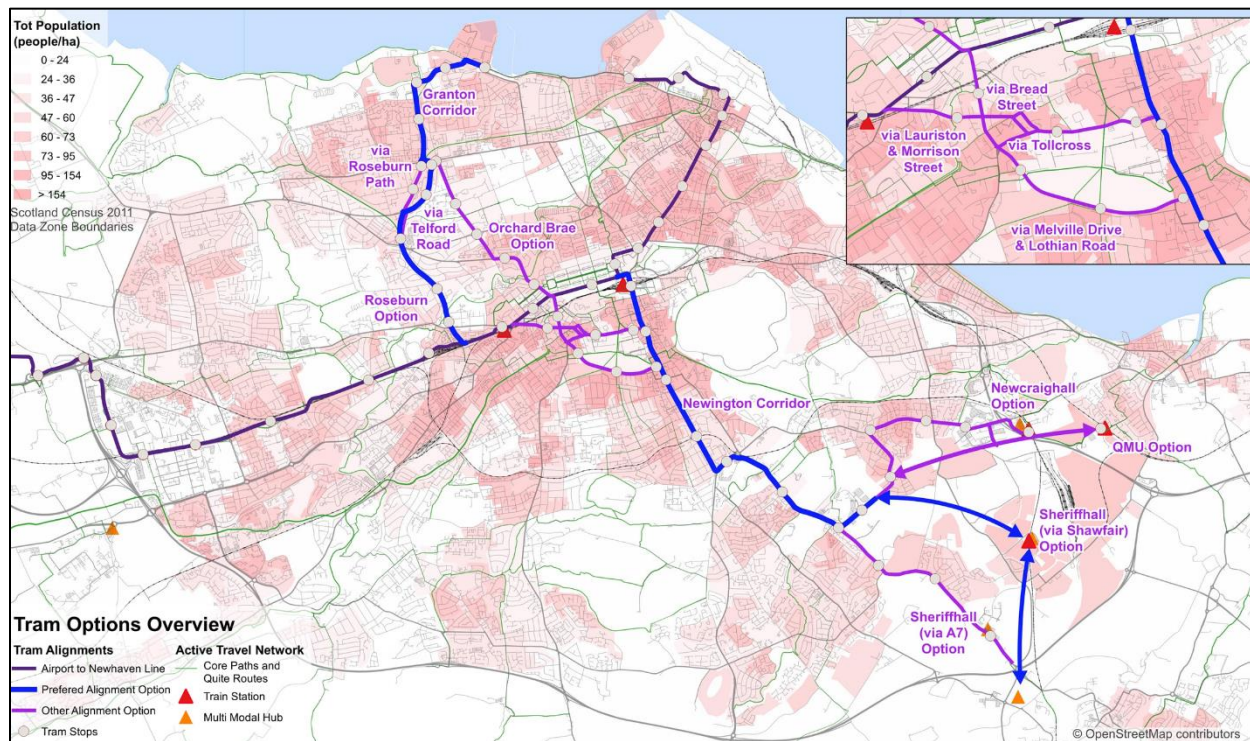 Tot Population
(people/ha)
0 - 24
24 - 36
36 - 47
47 - 60
60 - 73
73 - 95
95 - 154
> 154
Scotland Census 2011
Data Zone Boundaries
Granton
Corridor
via
Roseburn
Path
via
Telford
Road
Orchard Brae
Option
Roseburn
Option
via Bread
Street
via Lauriston
& Morrison
Street
via Tollcross
via Melville Drive
& Lothian Road
Newington Corridor
Newcraighall
Option
QMU Option
Sheriffhall
(via Shawfair)
Option
Sheriffhall
(via A7)
Option
Tram Options Overview
Tram Alignments
Airport to Newhaven Line
Prefered Alignment Option
Other Alignment Option
Tram Stops
Active Travel Network
Core Paths and
Quite Routes
Train Station
Multi Modal Hub
© OpenStreetMap contributors